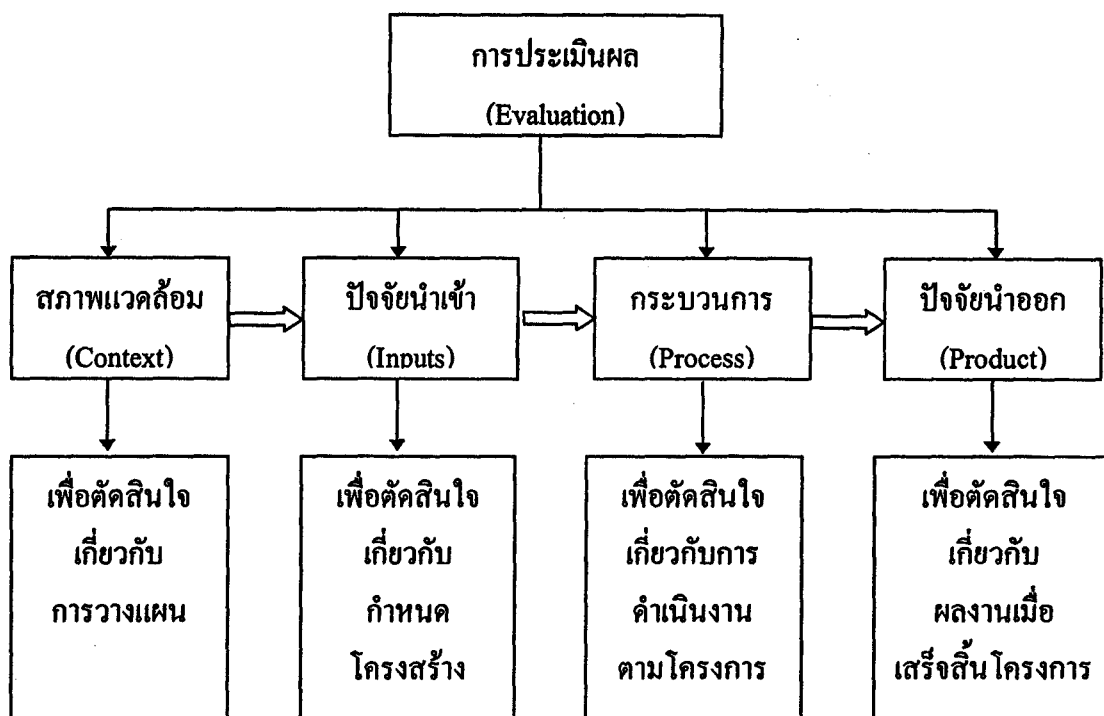 การประเมินผล
(Evaluation)
สภาพแวดล้อม
(Context)
ปัจจัยนำเข้า
(Inputs)
กระบวนการ
(Process)
ปัจจัยนำออก
(Product)
เพื่อตัดสินใจ
เกี่ยวกับ
การวางแผน
เพื่อตัดสินใจ
เกี่ยวกับ
กำหนด
โครงสร้าง
เพื่อตัดสินใจ
เกี่ยวกับการ
ดำเนินงาน
ตามโครงการ
เพื่อตัดสินใจ
เกี่ยวกับ
ผลงานเมื่อ
เสร็จสิ้นโครงการ